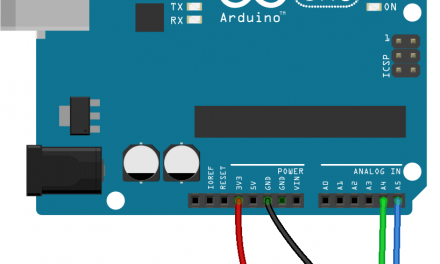 TX
RX
Arduino™
ON
1
ICSP
POWER
ANALOG IN
IOREF
RESET
3V3
5V
GND
GND
VIN
A0
A1
A2
A3
A4
A5